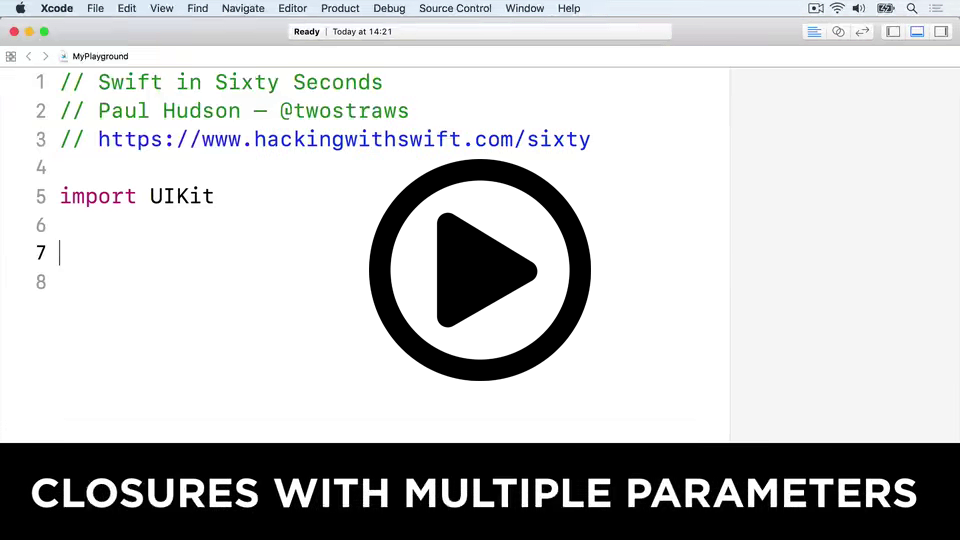 Xcode File Edit View Find Navigate Editor Product Debug Source Control Window Help
Ready | Today at 14:21
MyPlayground
1 // Swift in Sixty Seconds
2 // Paul Hudson — @twostraws
3 // https://www.hackingwithswift.com/sixty
4
5 import UIKit
6
7
8
CLOSURES WITH MULTIPLE PARAMETERS